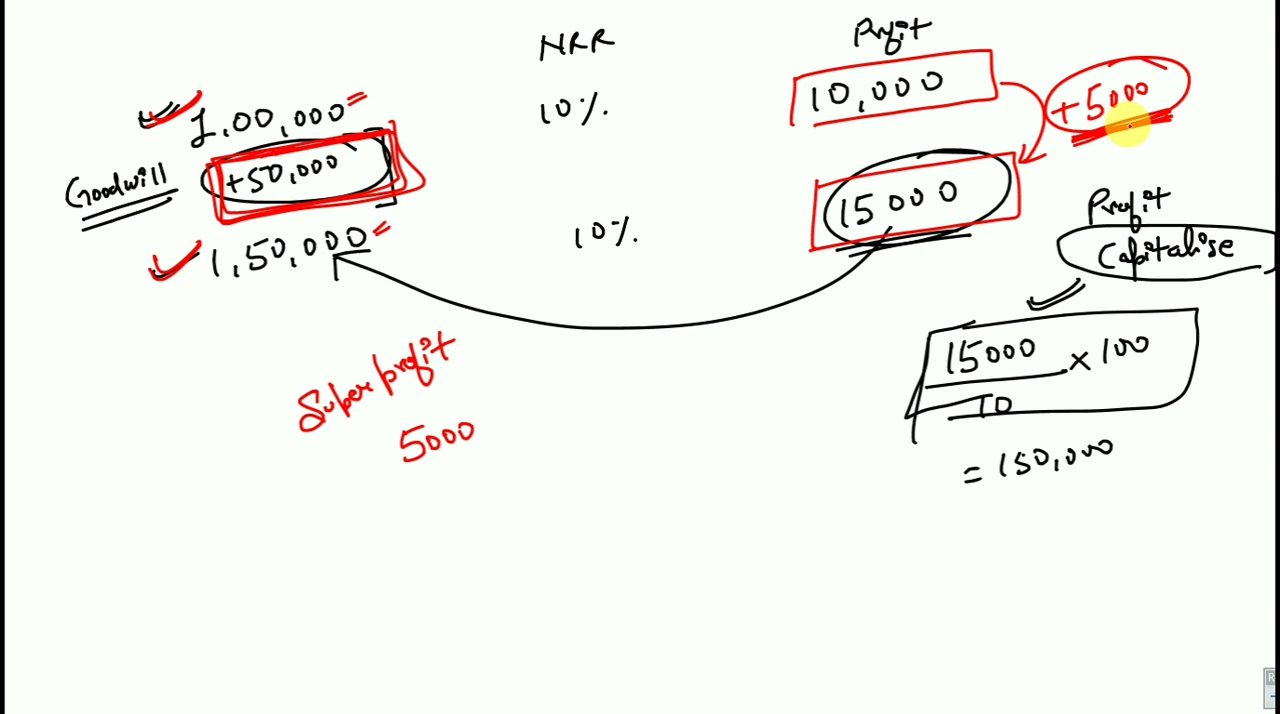 NRR
Profit
1,00,000=
10%
10,000
+5000
Goodwill
+50,000
15000
1,50,000=
10%
Profit
Capitalise
15000 × 100
10
= 150,000
Super profit
5000